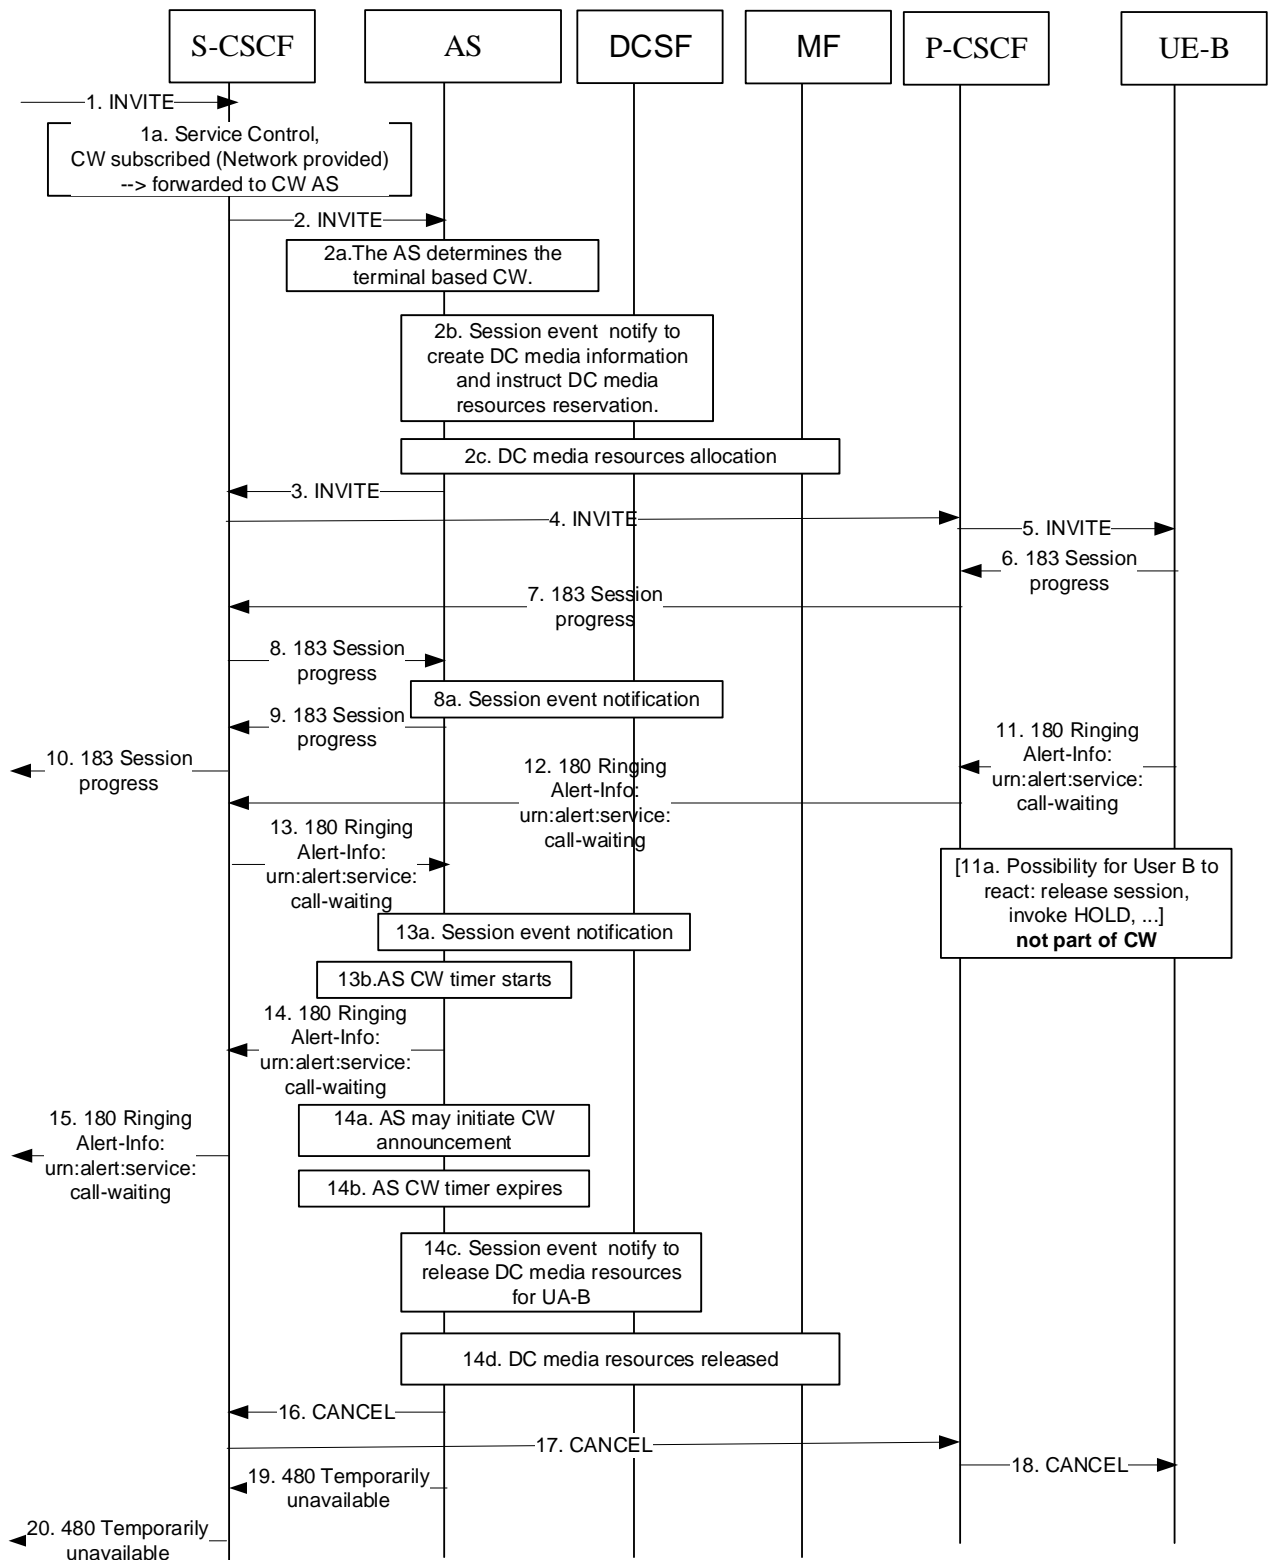 S-CSCF
AS
DCSF
MF
P-CSCF
UE-B
1. INVITE
1a. Service Control,
CW subscribed (Network provided)
--> forwarded to CW AS
2. INVITE
2a.The AS determines the
terminal based CW.
2b. Session event  notify to
create DC media information
and instruct DC media
resources reservation.
2c. DC media resources allocation
3. INVITE
4. INVITE
5. INVITE
6. 183 Session
progress
7. 183 Session
progress
8. 183 Session
progress
8a. Session event notification
9. 183 Session
progress
10. 183 Session
progress
11. 180 Ringing
Alert-Info:
urn:alert:service:
call-waiting
12. 180 Ringing
Alert-Info:
urn:alert:service:
call-waiting
13. 180 Ringing
Alert-Info:
urn:alert:service:
call-waiting
[11a. Possibility for User B to
react: release session,
invoke HOLD, ...]
not part of CW
13a. Session event notification
13b.AS CW timer starts
14. 180 Ringing
Alert-Info:
urn:alert:service:
call-waiting
14a. AS may initiate CW
announcement
15. 180 Ringing
Alert-Info:
urn:alert:service:
call-waiting
14b. AS CW timer expires
14c. Session event  notify to
release DC media resources
for UA-B
14d. DC media resources released
16. CANCEL
17. CANCEL
18. CANCEL
19. 480 Temporarily
unavailable
20. 480 Temporarily
unavailable